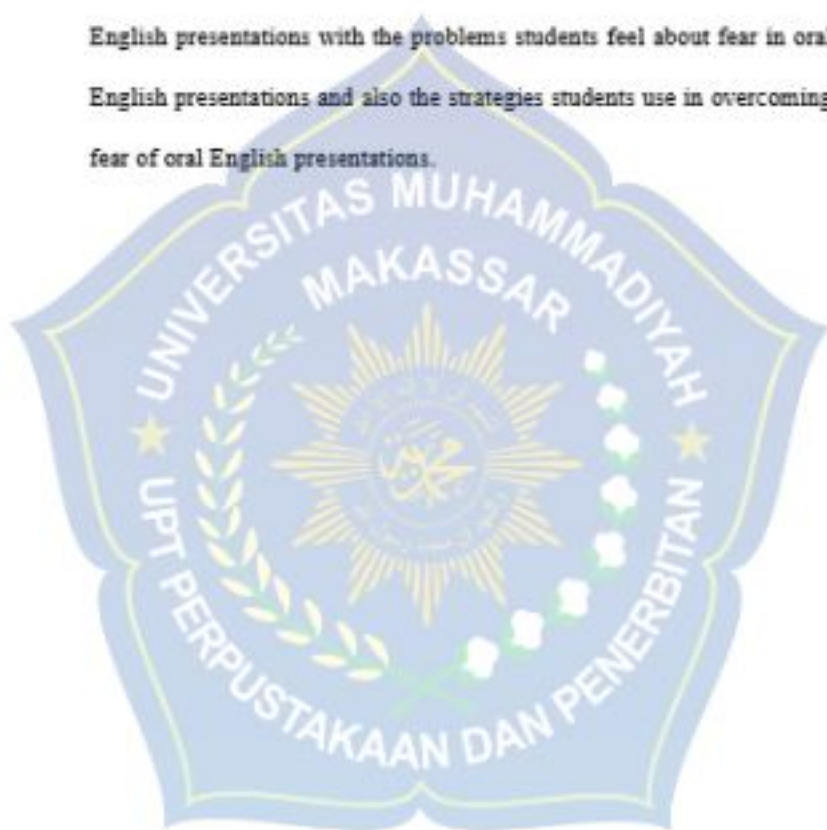 English presentations with the problems students feel about fear in oral
English presentations and also the strategies students use in overcoming
fear of oral English presentations.
UNIVERSITAS MUHAMMADIYAH
MAKASSAR
UPT PERPUSTAKAAN DAN PENERBITAN